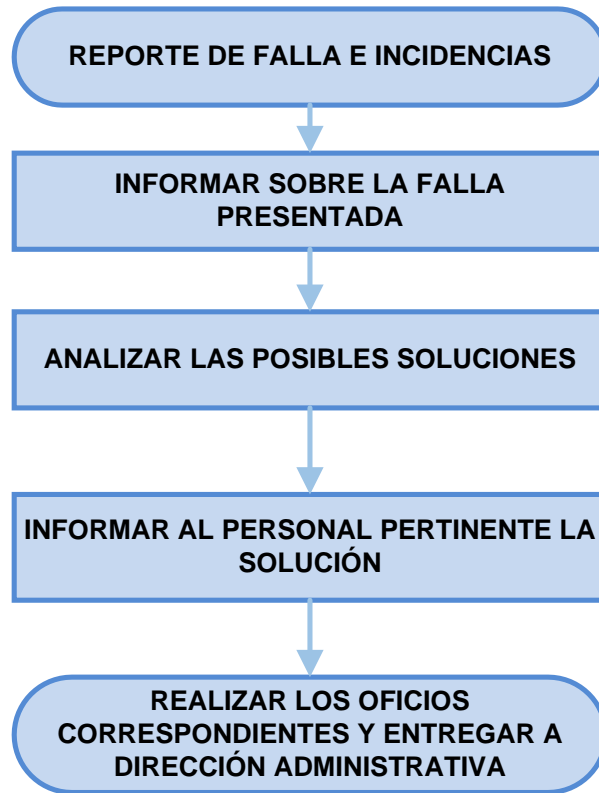 REPORTE DE FALLA E INCIDENCIAS
INFORMAR SOBRE LA FALLA
PRESENTADA
ANALIZAR LAS POSIBLES SOLUCIONES
INFORMAR AL PERSONAL PERTINENTE LA
SOLUCIÓN
REALIZAR LOS OFICIOS
CORRESPONDIENTES Y ENTREGAR A
DIRECCIÓN ADMINISTRATIVA